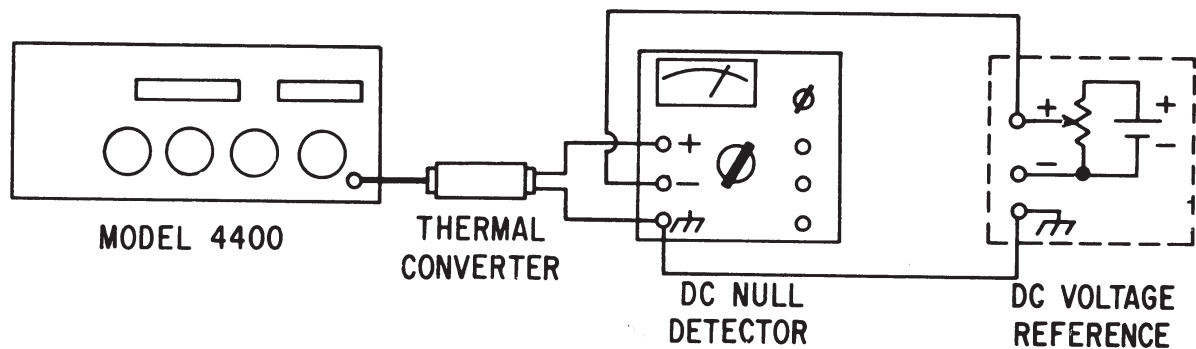 +
+
+
−
−
−
MODEL 4400
THERMAL
CONVERTER
DC NULL
DETECTOR
DC VOLTAGE
REFERENCE